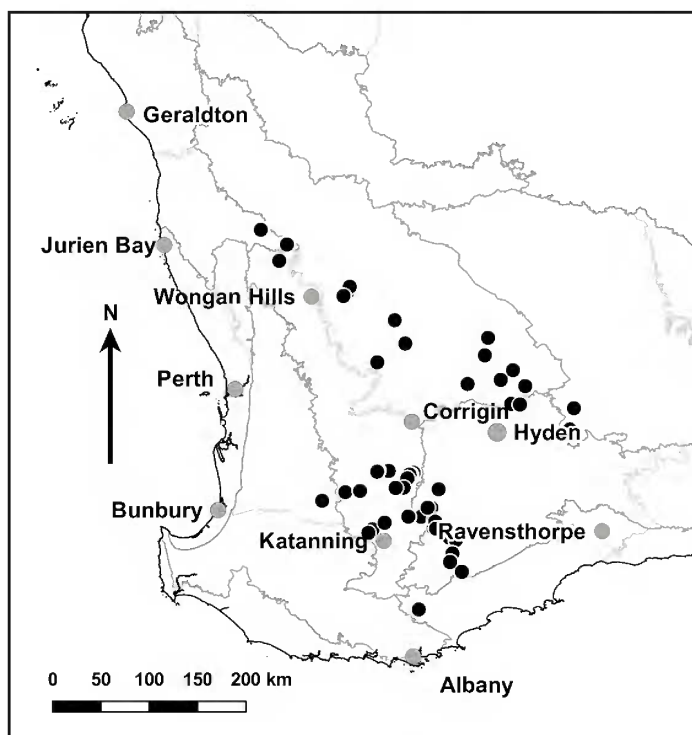 Geraldton
Jurien Bay
Wongan Hills
N
Perth
Corrigin
Hyden
Bunbury
Ravensthorpe
Katanning
0 50 100 150 200 km
Albany